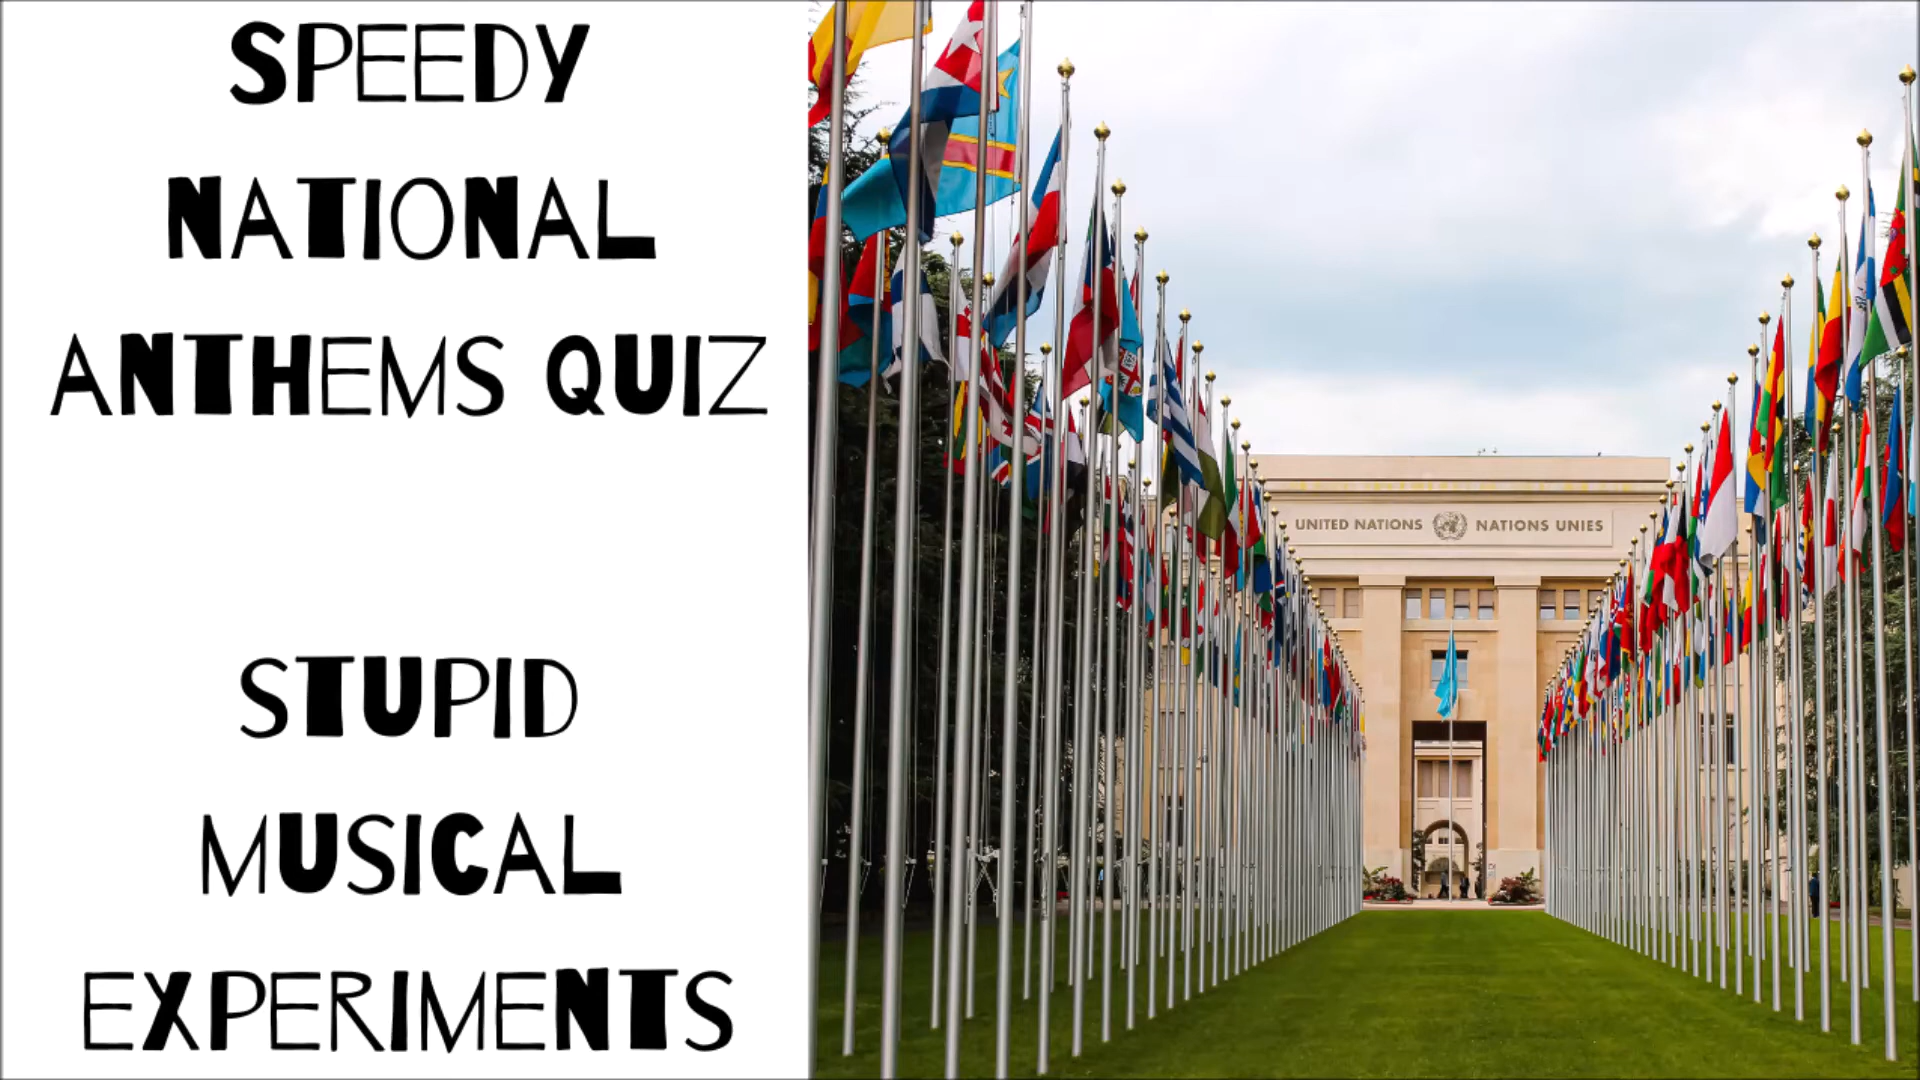 SPEEDY
NATIONAL
ANTHEMS QUIZ
STUPID
MUSICAL
EXPERIMENTS
UNITED NATIONS NATIONS UNIES